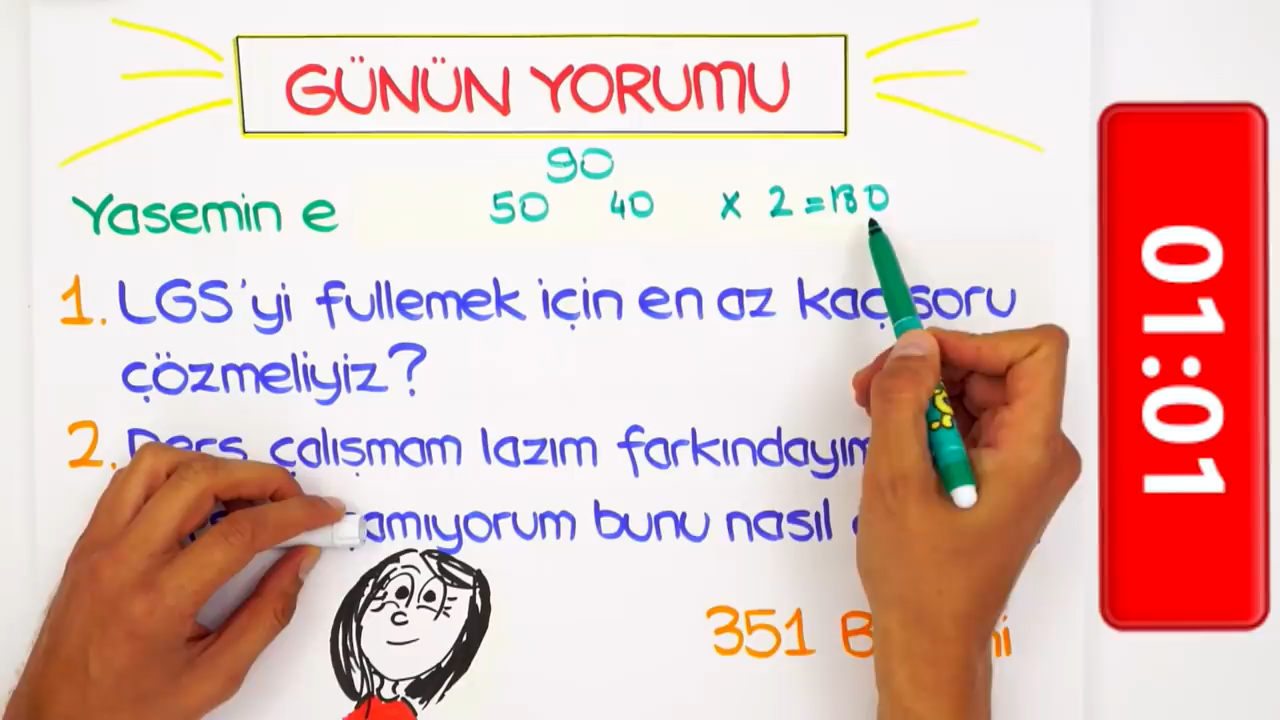 GÜNÜN YORUMU
90
Yasemin e 50 40 x 2 = 180
1. LGS'yi fullemek için en az kaç soru
çözmeliyiz?
2. Ders çalışmam lazım farkındayım
amıyorum bunu nasıl
351
01:01